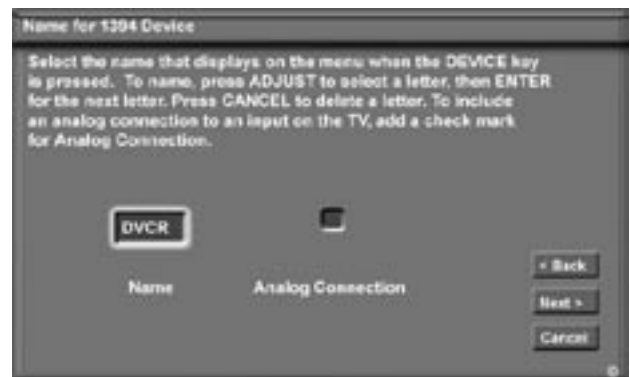 Name for 1394 Device
Select the name that displays on the menu when the DEVICE key
is pressed. To name, press ADJUST to select a letter, then ENTER
for the next letter. Press CANCEL to delete a letter. To include
an analog connection to an input on the TV, add a check mark
for Analog Connection.
DVCR
Name
Analog Connection
< Back
Next >
Cancel